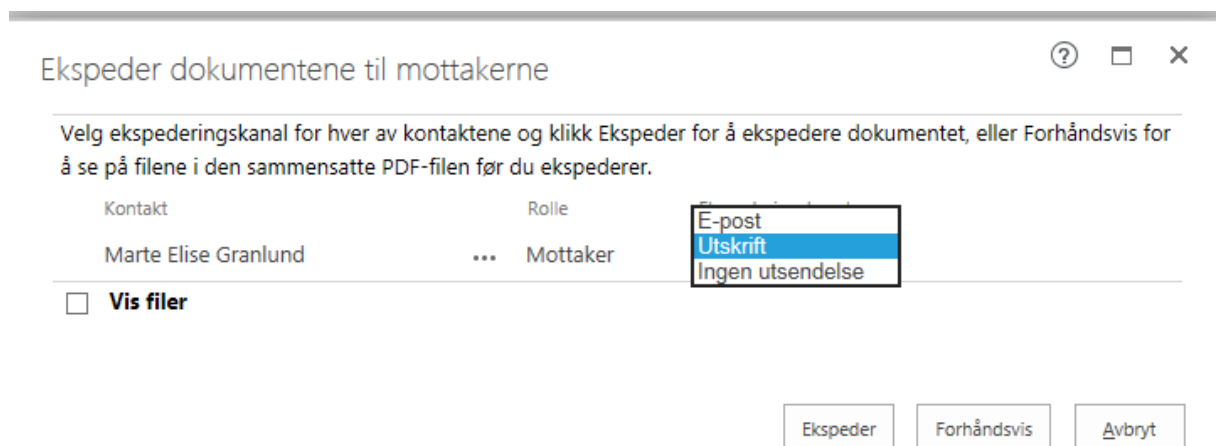 Ekspeder dokumentene til mottakerne
Velg ekspederingskanal for hver av kontaktene og klikk Ekspeder for å ekspedere dokumentet, eller Forhåndsvis for
å se på filene i den sammensatte PDF-filen før du ekspederer.
Kontakt Rolle
E-post
Marte Elise Granlund ... Mottaker Utskrift
Ingen utsendelse
Vis filer
Ekspeder Forhåndsvis Avbryt